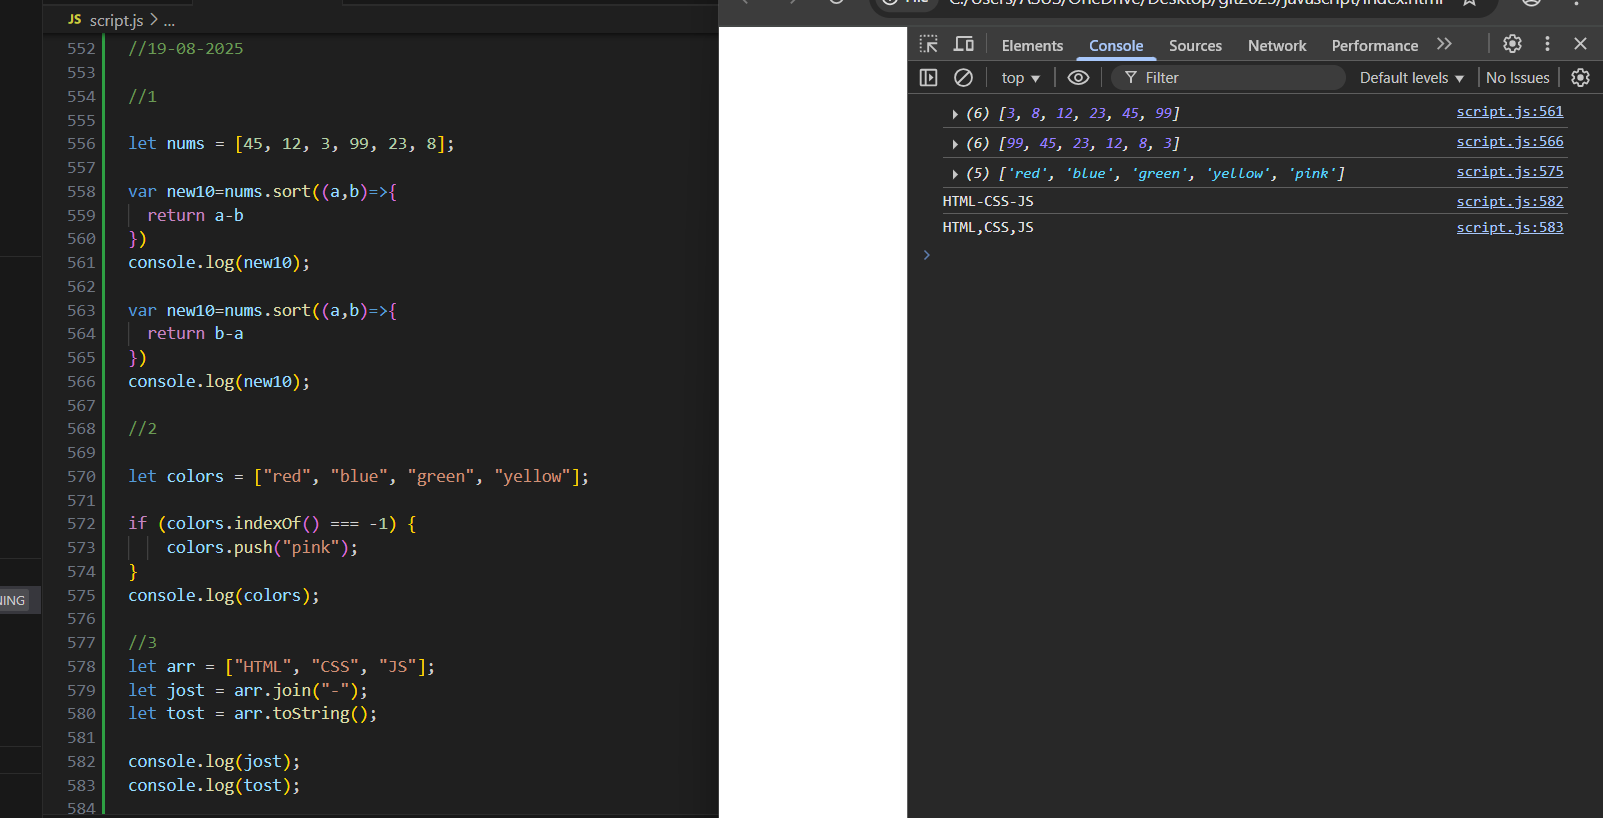 JS script.js > ...
552 //19-08-2025
553
554 //1
555
556 let nums = [45, 12, 3, 99, 23, 8];
557
558 var new10=nums.sort((a,b)=>{
559 return a-b
560 })
561 console.log(new10);
562
563 var new10=nums.sort((a,b)=>{
564 return b-a
565 })
566 console.log(new10);
567
568 //2
569
570 let colors = ["red", "blue", "green", "yellow"];
571
572 if (colors.indexOf() === -1) {
573 colors.push("pink");
574 }
575 console.log(colors);
576
577 //3
578 let arr = ["HTML", "CSS", "JS"];
579 let jost = arr.join("-");
580 let tost = arr.toString();
581
582 console.log(jost);
583 console.log(tost);
584
NING
File C:/Users/ASUS/OneDrive/Desktop/git2025/javascript/index.html
Elements Console Sources Network Performance
top Filter Default levels No Issues
(6) [3, 8, 12, 23, 45, 99] script.js:561
(6) [99, 45, 23, 12, 8, 3] script.js:566
(5) ['red', 'blue', 'green', 'yellow', 'pink'] script.js:575
HTML-CSS-JS script.js:582
HTML,CSS,JS script.js:583